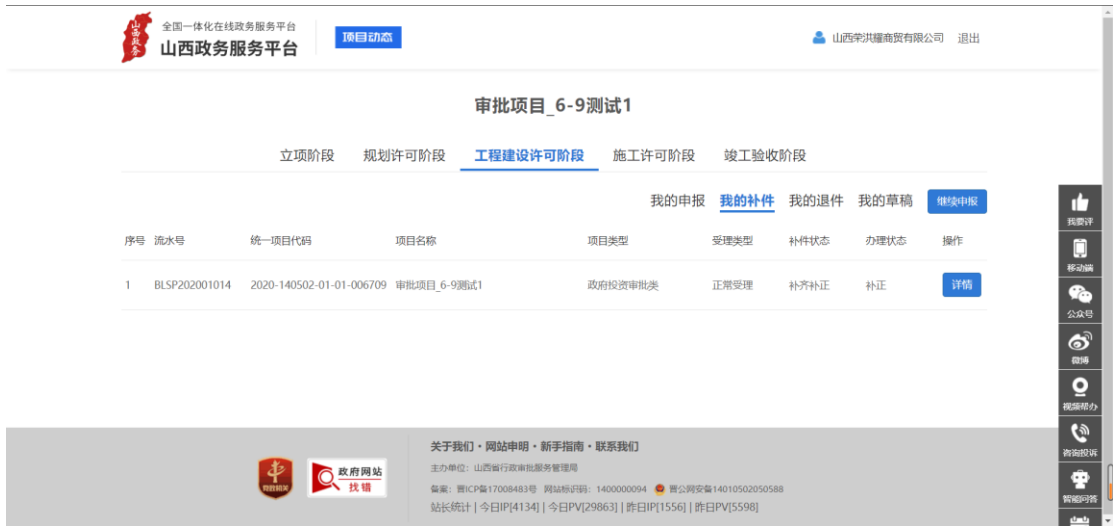 山西政务
全国一体化在线政务服务平台
山西政务服务平台
项目动态
山西荣洪耀商贸有限公司 退出
审批项目_6-9测试1
立项阶段 规划许可阶段 工程建设许可阶段 施工许可阶段 竣工验收阶段
我的申报 我的补件 我的退件 我的草稿 继续申报
序号 流水号 统一项目代码 项目名称 项目类型 受理类型 补件状态 办理状态 操作
1 BLSP202001014 2020-140502-01-01-006709 审批项目_6-9测试1 政府投资审批类 正常受理 补齐补正 补正 详情
我要评
移动端
公众号
微博
视频帮办
咨询投诉
智能问答
党政机关
政府网站
找错
关于我们・网站申明・新手指南・联系我们
主办单位：山西省行政审批服务管理局
备案：晋ICP备17008483号 网站标识码：1400000094 晋公网安备14010502050588
站长统计 | 今日IP[4134] | 今日PV[29863] | 昨日IP[1556] | 昨日PV[5598]